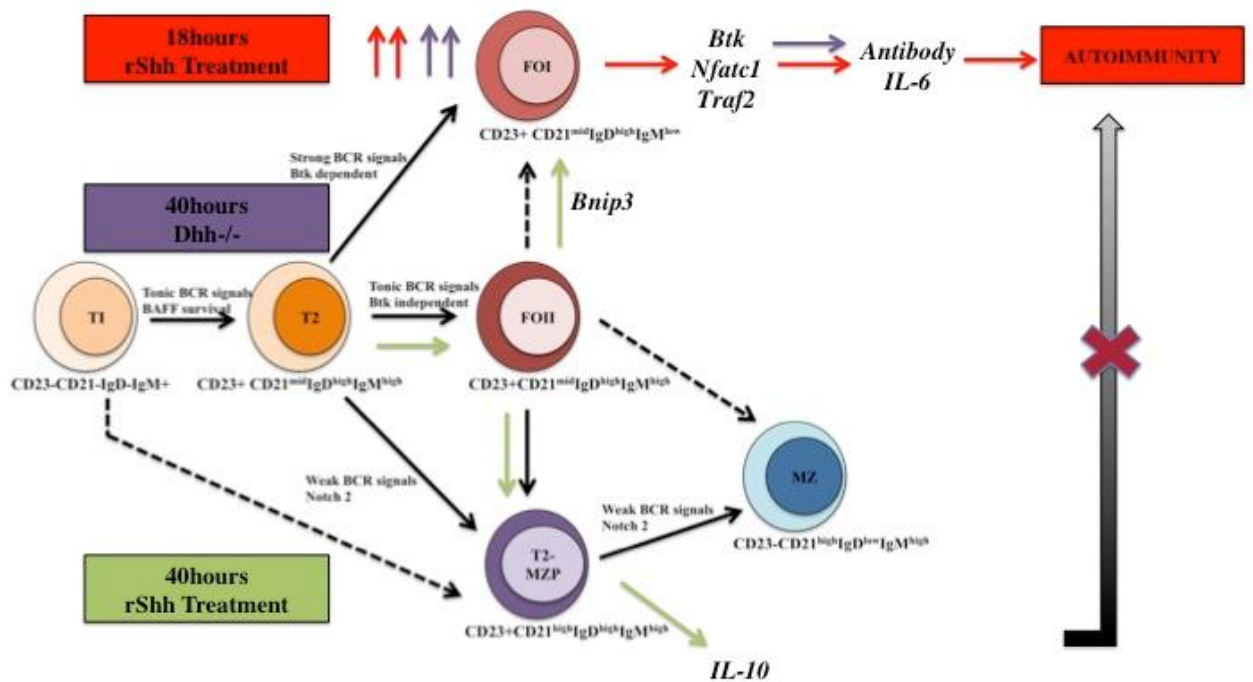 18hours
rShh Treatment
FOI
CD23+ CD21midIgDhighIgMlow
Btk
Nfatc1
Traf2
Antibody
IL-6
AUTOIMMUNITY
Strong BCR signals
Btk dependent
40hours
Dhh-/-
Bnip3
TI
CD23-CD21-IgD-IgM+
Tonic BCR signals
BAFF survival
T2
CD23+ CD21midIgDhighIgMhigh
Tonic BCR signals
Btk independent
FOII
CD23+CD21midIgDhighIgMhigh
Weak BCR signals
Notch 2
MZ
CD23-CD21highIgDlowIgMhigh
Weak BCR signals
Notch 2
T2-
MZP
CD23+CD21highIgDhighIgMhigh
40hours
rShh Treatment
IL-10